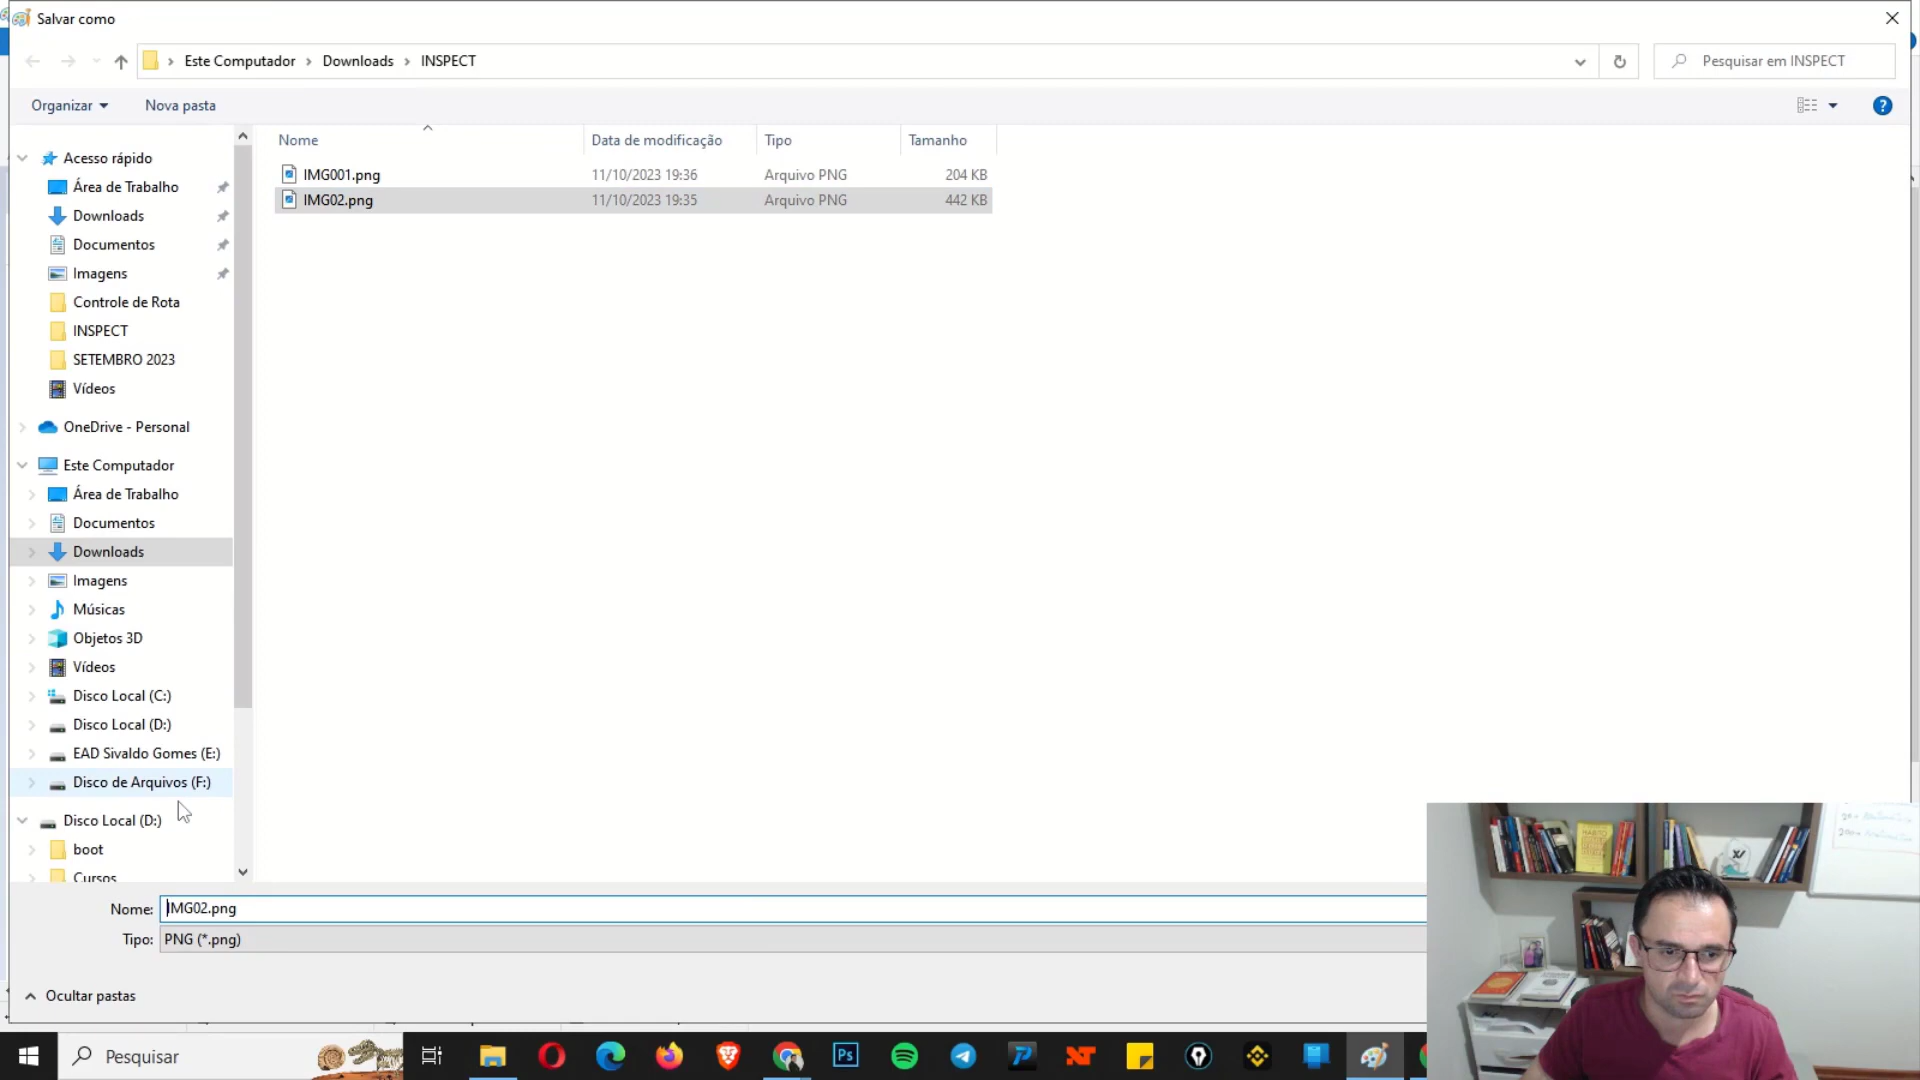 Salvar como
Este Computador
Downloads
INSPECT
Pesquisar em INSPECT
Organizar
Nova pasta
Nome
Data de modificação
Tipo
Tamanho
IMG001.png
11/10/2023 19:36
Arquivo PNG
204 KB
IMG02.png
11/10/2023 19:35
Arquivo PNG
442 KB
Acesso rápido
Área de Trabalho
Downloads
Documentos
Imagens
Controle de Rota
INSPECT
SETEMBRO 2023
Vídeos
OneDrive - Personal
Este Computador
Área de Trabalho
Documentos
Downloads
Imagens
Músicas
Objetos 3D
Vídeos
Disco Local (C:)
Disco Local (D:)
EAD Sivaldo Gomes (E:)
Disco de Arquivos (F:)
Disco Local (D:)
boot
Cursos
Nome:
IMG02.png
Tipo:
PNG (*.png)
Ocultar pastas
Pesquisar
Ps